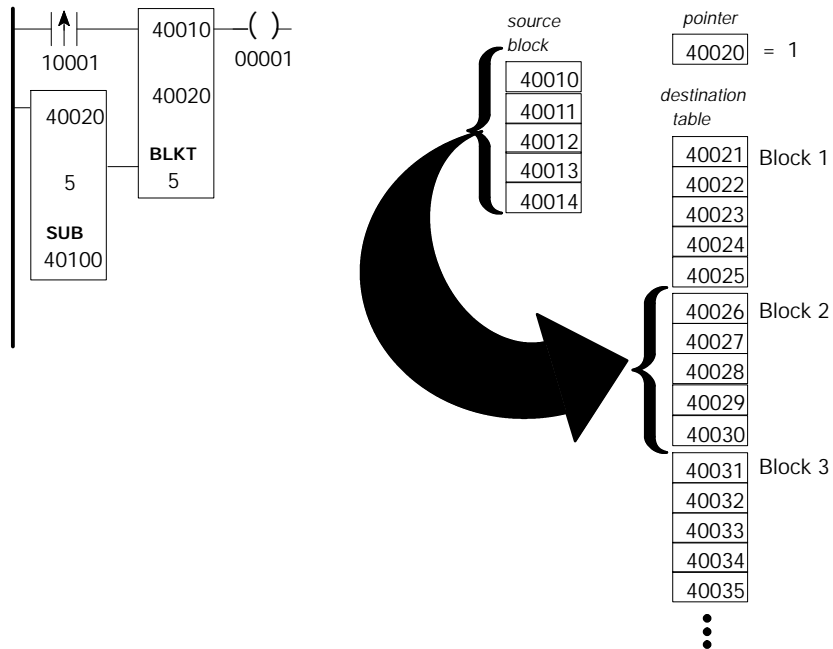 10001
40010
40020
BLKT
5
00001
40020
5
SUB
40100
source
block
40010
40011
40012
40013
40014
pointer
40020 = 1
destination
table
40021 Block 1
40022
40023
40024
40025
40026 Block 2
40027
40028
40029
40030
40031 Block 3
40032
40033
40034
40035